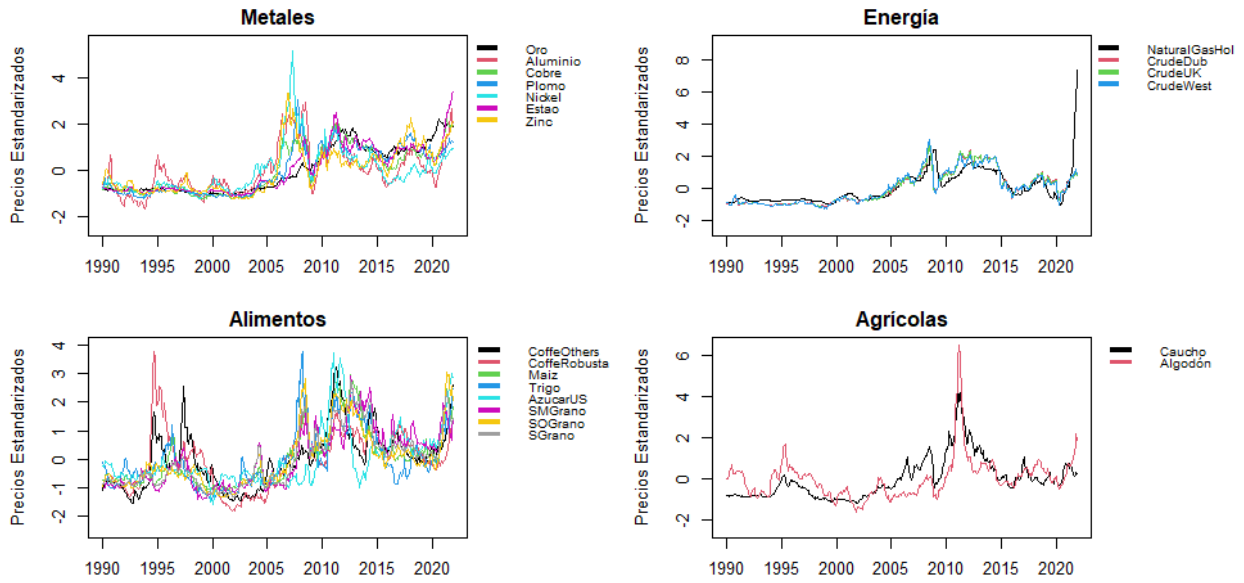 Metales
Precios Estandarizados
4
2
0
-2
1990 1995 2000 2005 2010 2015 2020
Oro
Aluminio
Cobre
Plomo
Nickel
Estao
Zinc
Energía
Precios Estandarizados
8
6
4
2
0
-2
1990 1995 2000 2005 2010 2015 2020
NaturalGasHol
CrudeDub
CrudeUK
CrudeWest
Alimentos
Precios Estandarizados
4
3
2
1
0
-1
-2
1990 1995 2000 2005 2010 2015 2020
CoffeOthers
CoffeRobusta
Maiz
Trigo
AzucarUS
SMGrano
SOGrano
SGrano
Agrícolas
Precios Estandarizados
6
4
2
0
-2
1990 1995 2000 2005 2010 2015 2020
Caucho
Algodón